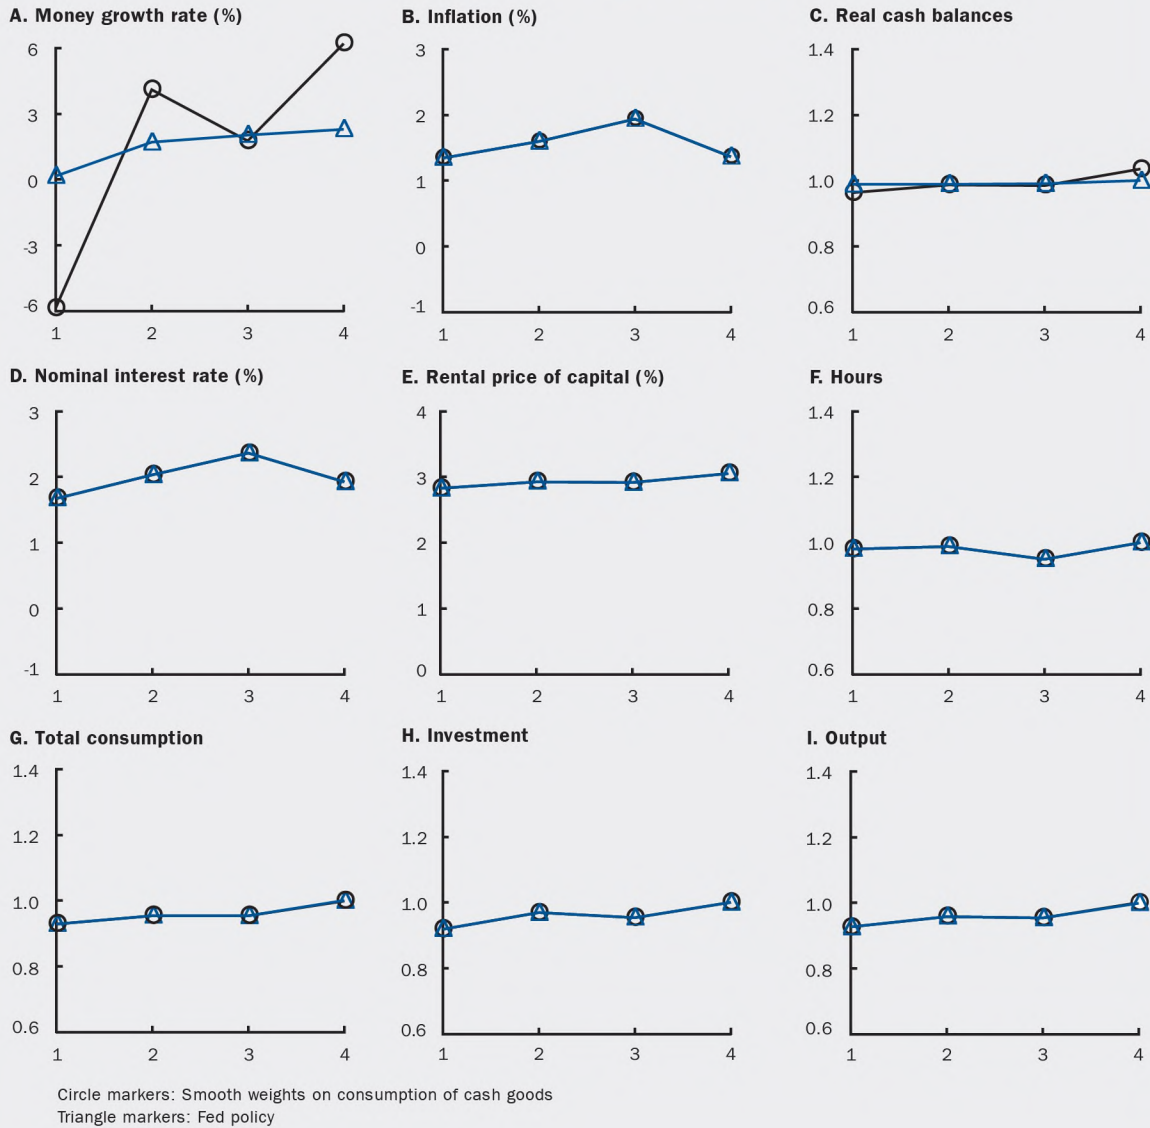 A. Money growth rate (%)
6
3
0
-3
-6
1 2 3 4
B. Inflation (%)
3
2
1
0
-1
1 2 3 4
C. Real cash balances
1.4
1.2
1.0
0.8
0.6
1 2 3 4
D. Nominal interest rate (%)
3
2
1
0
-1
1 2 3 4
E. Rental price of capital (%)
4
3
2
1
0
1 2 3 4
F. Hours
1.4
1.2
1.0
0.8
0.6
1 2 3 4
G. Total consumption
1.4
1.2
1.0
0.8
0.6
1 2 3 4
H. Investment
1.4
1.2
1.0
0.8
0.6
1 2 3 4
I. Output
1.4
1.2
1.0
0.8
0.6
1 2 3 4
Circle markers: Smooth weights on consumption of cash goods
Triangle markers: Fed policy